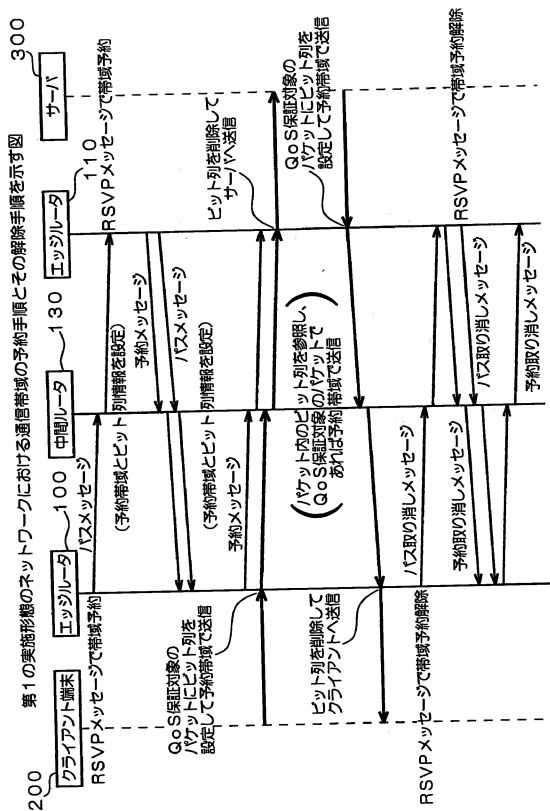 第1の実施形態のネットワークにおける通信帯域の予約手順とその解除手順を示す図
200
クライアント端末
エッジルータ
100
中間ルータ
130
エッジルータ
110
サーバ
300
RSVPメッセージで帯域予約
パスメッセージ
(予約帯域とビット列情報を設定)
RSVPメッセージで帯域予約
予約メッセージ
パスメッセージ
(予約帯域とビット列情報を設定)
予約メッセージ
QoS保証対象の
パケットにビット列を
設定して予約帯域で送信
ビット列を削除して
サーバへ送信
パケット内のビット列を参照し、
QoS保証対象のパケットで
あれば予約帯域で送信
QoS保証対象の
パケットにビット列を
設定して予約帯域で送信
ビット列を削除して
クライアントへ送信
RSVPメッセージで帯域予約解除
パス取り消しメッセージ
RSVPメッセージで帯域予約解除
予約取り消しメッセージ
パス取り消しメッセージ
予約取り消しメッセージ